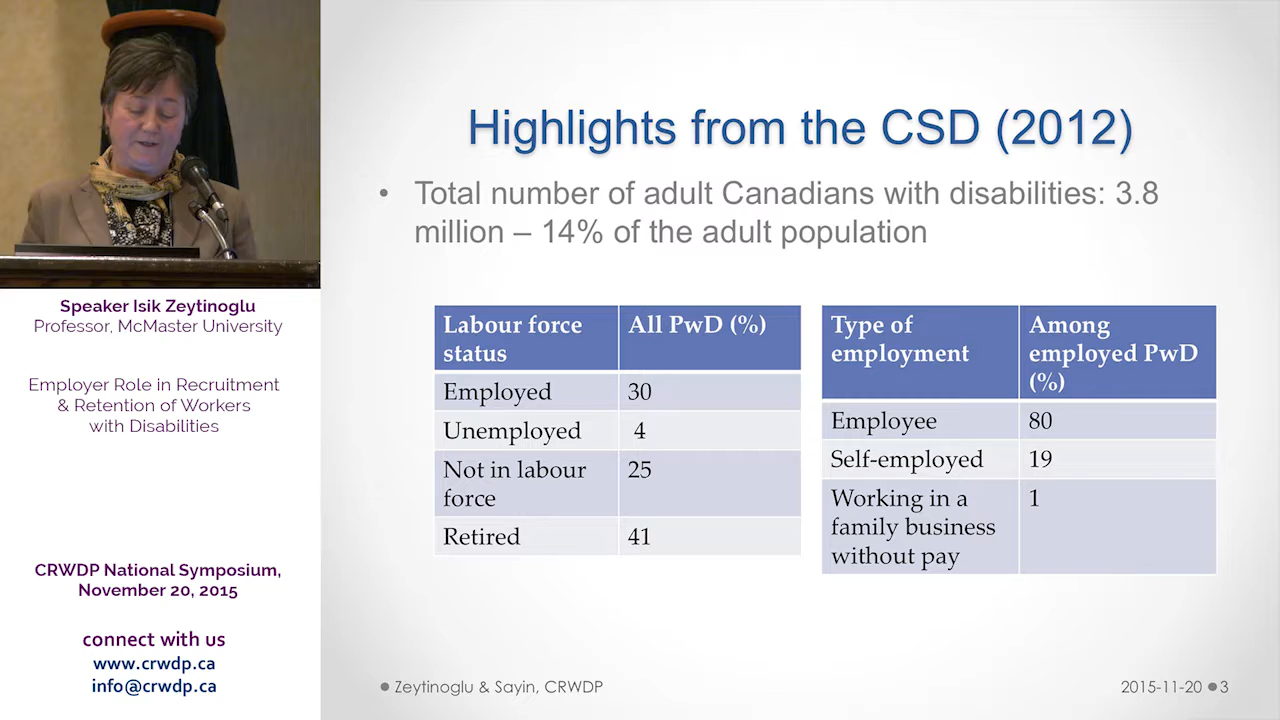 Speaker Isik Zeytinoglu
Professor, McMaster University
Employer Role in Recruitment
& Retention of Workers
with Disabilities
CRWDP National Symposium,
November 20, 2015
connect with us
www.crwdp.ca
info@crwdp.ca
Highlights from the CSD (2012)
• Total number of adult Canadians with disabilities: 3.8
million – 14% of the adult population
Labour force
status
All PwD (%)
Employed
30
Unemployed
4
Not in labour
force
25
Retired
41
Type of
employment
Among
employed PwD
(%)
Employee
80
Self-employed
19
Working in a
family business
without pay
1
Zeytinoglu & Sayin, CRWDP
2015-11-20 3